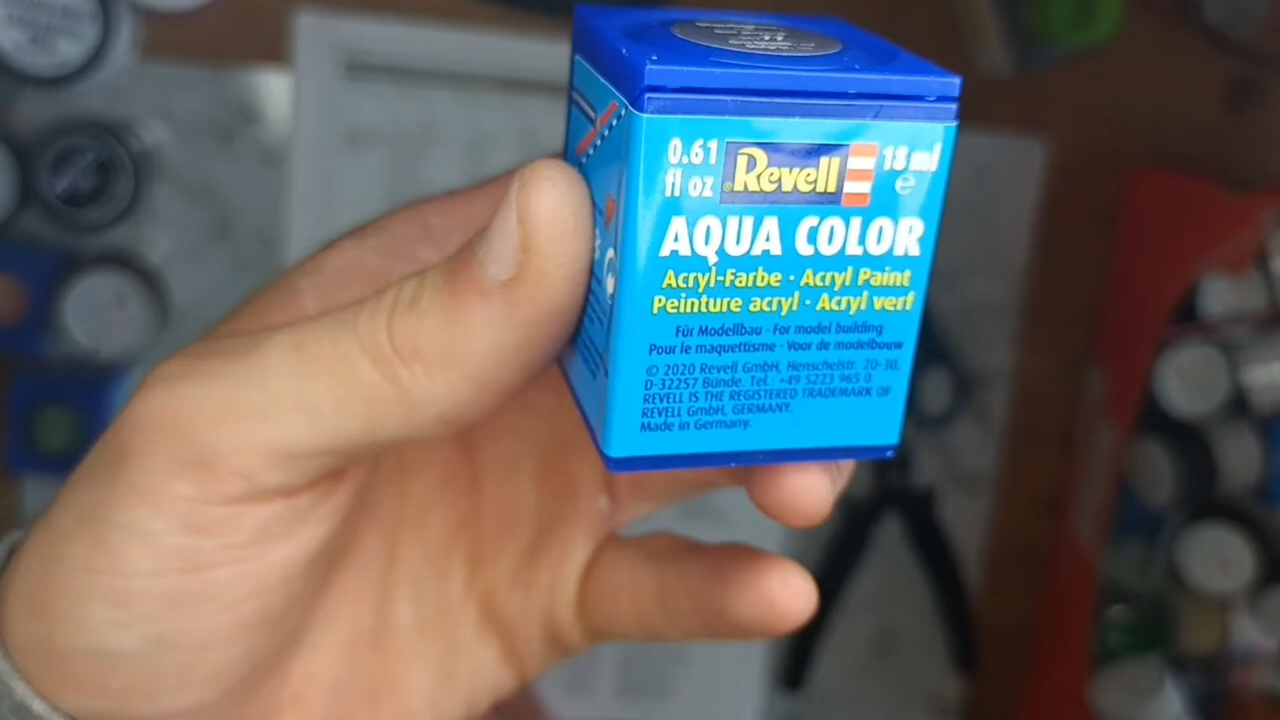 0.61 fl oz
Revell
18 ml e
AQUA COLOR
Acryl-Farbe · Acryl Paint
Peinture acryl · Acryl verf
Für Modellbau · For model building
Pour le maquettisme · Voor de modelbouw
© 2020 Revell GmbH, Henschelstr. 20-30,
D-32257 Bünde. Tel.: +49 5223 965 0
REVELL IS THE REGISTERED TRADEMARK OF
REVELL GmbH, GERMANY.
Made in Germany.